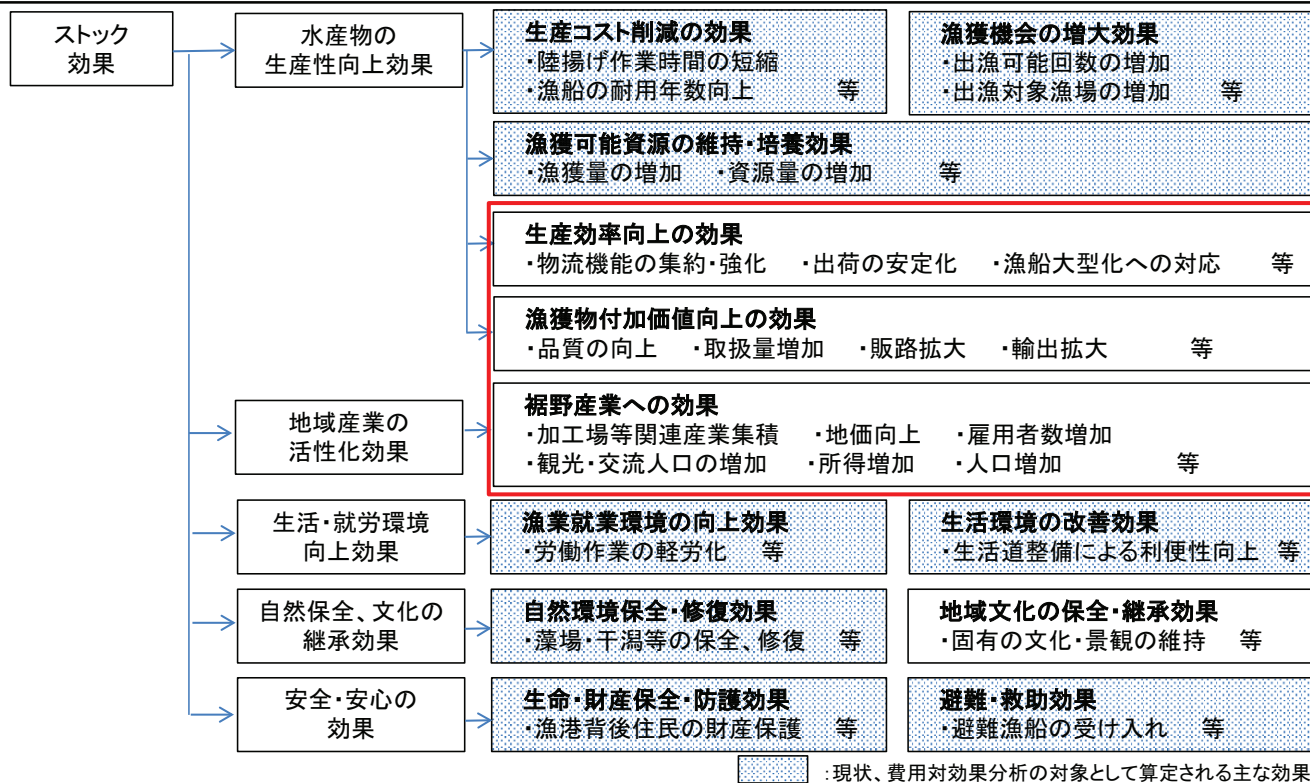 ストック
効果
水産物の
生産性向上効果
生産コスト削減の効果
・陸揚げ作業時間の短縮
・漁船の耐用年数向上　　　　等
漁獲機会の増大効果
・出漁可能回数の増加
・出漁対象漁場の増加　　等
漁獲可能資源の維持・培養効果
・漁獲量の増加　・資源量の増加　　　等
生産効率向上の効果
・物流機能の集約・強化　・出荷の安定化　・漁船大型化への対応　　等
漁獲物付加価値向上の効果
・品質の向上　・取扱量増加　・販路拡大　・輸出拡大　　　　等
地域産業の
活性化効果
裾野産業への効果
・加工場等関連産業集積　・地価向上　・雇用者数増加
・観光・交流人口の増加　・所得増加　・人口増加　　　　　等
生活・就労環境
向上効果
漁業就業環境の向上効果
・労働作業の軽労化　等
生活環境の改善効果
・生活道整備による利便性向上　等
自然保全、文化の
継承効果
自然環境保全・修復効果
・藻場・干潟等の保全、修復　等
地域文化の保全・継承効果
・固有の文化・景観の維持　等
安全・安心の
効果
生命・財産保全・防護効果
・漁港背後住民の財産保護　等
避難・救助効果
・避難漁船の受け入れ　等
：現状、費用対効果分析の対象として算定される主な効果